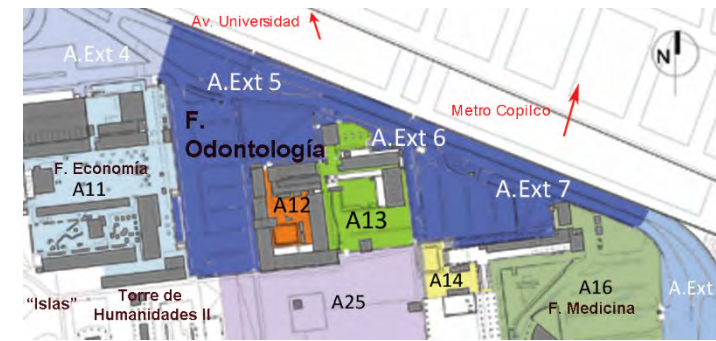 Av. Universidad
A.Ext 4
A.Ext 5
N
Metro Copilco
F.
Odontología
A.Ext 6
F. Economía
A11
A.Ext 7
A12
A13
A14
A16
F. Medicina
A.Ext
"Islas"
Torre de
Humanidades II
A25